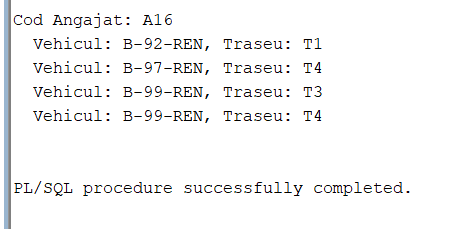 Cod Angajat: A16
Vehicul: B-92-REN, Traseu: T1
Vehicul: B-97-REN, Traseu: T4
Vehicul: B-99-REN, Traseu: T3
Vehicul: B-99-REN, Traseu: T4
PL/SQL procedure successfully completed.